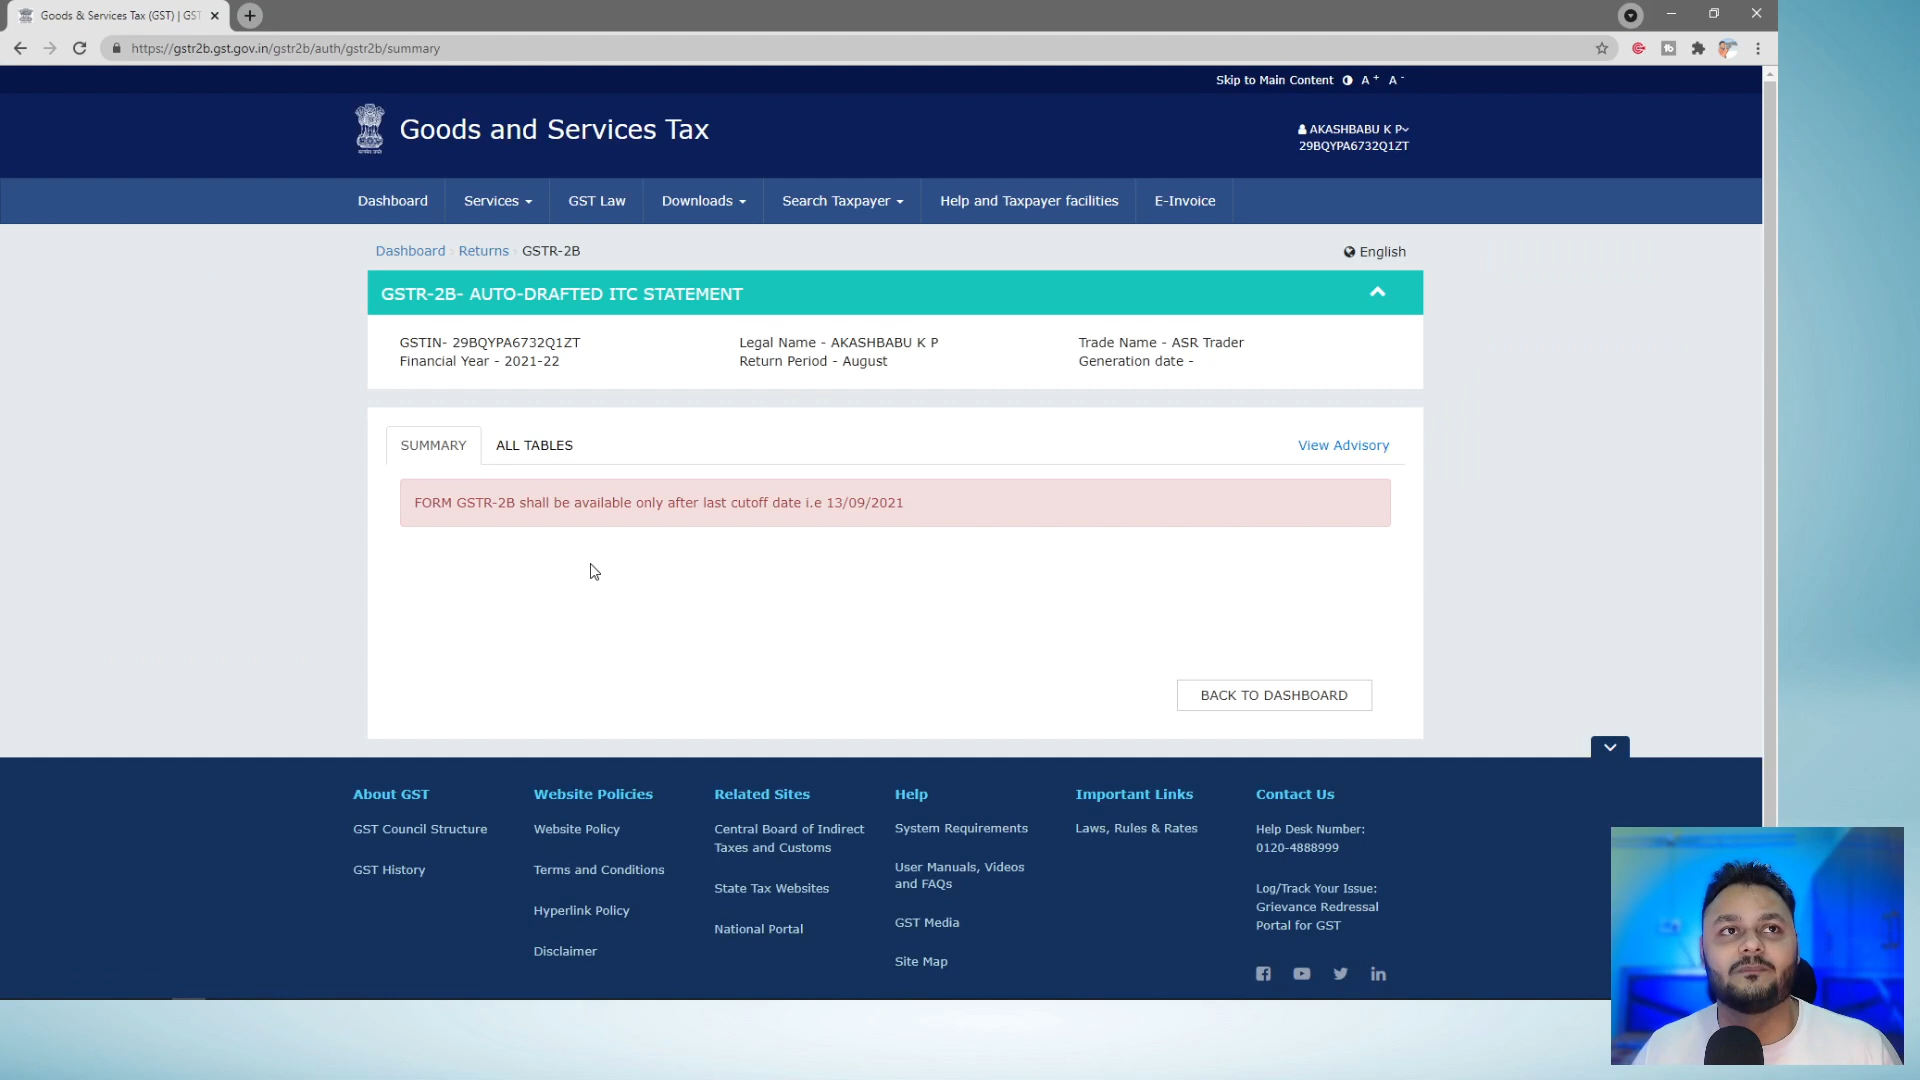 Goods & Services Tax (GST) | GST
https://gstr2b.gst.gov.in/gstr2b/auth/gstr2b/summary
Skip to Main Content A+ A-
Goods and Services Tax
AKASHBABU K P
29BQYPA6732Q1ZT
Dashboard Services GST Law Downloads Search Taxpayer Help and Taxpayer facilities E-Invoice
Dashboard Returns GSTR-2B English
GSTR-2B- AUTO-DRAFTED ITC STATEMENT
GSTIN- 29BQYPA6732Q1ZT Legal Name - AKASHBABU K P Trade Name - ASR Trader
Financial Year - 2021-22 Return Period - August Generation date -
SUMMARY ALL TABLES View Advisory
FORM GSTR-2B shall be available only after last cutoff date i.e 13/09/2021
BACK TO DASHBOARD
About GST
GST Council Structure
GST History
Website Policies
Website Policy
Terms and Conditions
Hyperlink Policy
Disclaimer
Related Sites
Central Board of Indirect
Taxes and Customs
State Tax Websites
National Portal
Help
System Requirements
User Manuals, Videos
and FAQs
GST Media
Site Map
Important Links
Laws, Rules & Rates
Contact Us
Help Desk Number:
0120-4888999
Log/Track Your Issue:
Grievance Redressal
Portal for GST